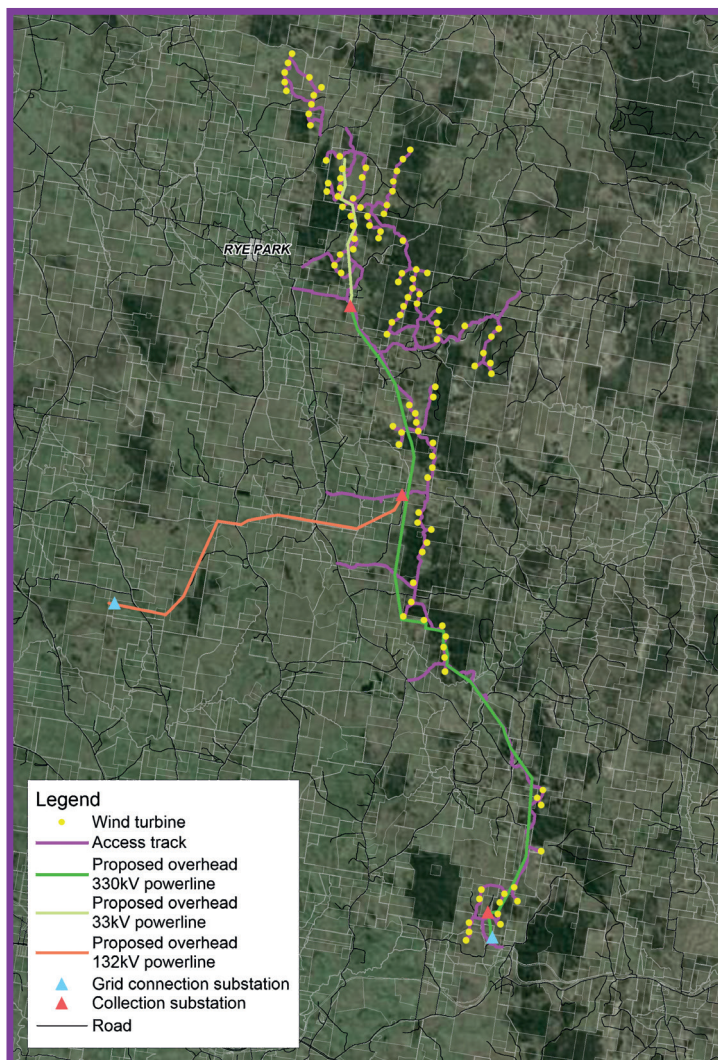 RYE PARK
Legend
Wind turbine
Access track
Proposed overhead
330kV powerline
Proposed overhead
33kV powerline
Proposed overhead
132kV powerline
Grid connection substation
Collection substation
Road